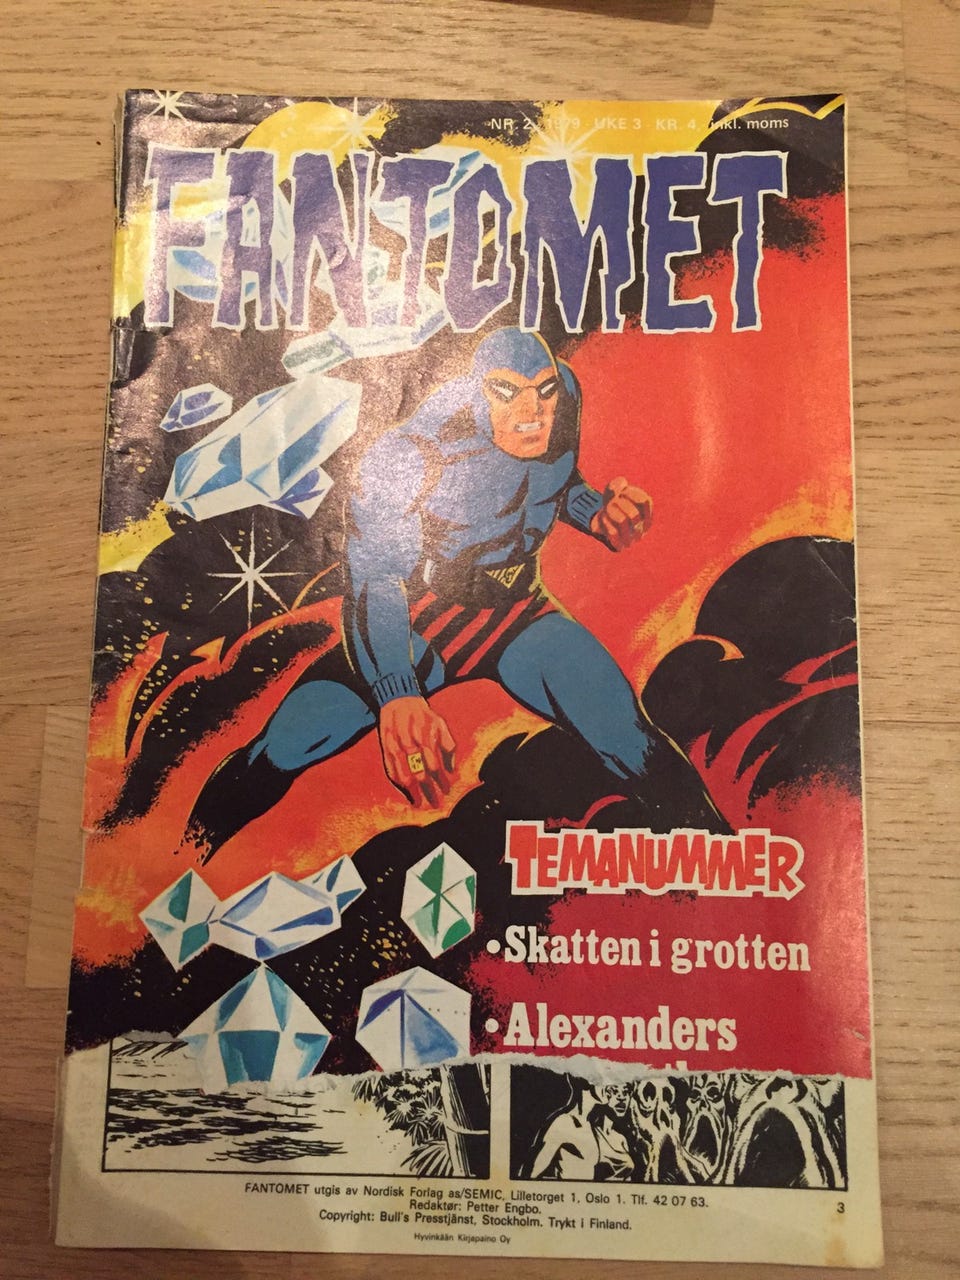 NR. 2, 1979 - UKE 3 - KR. 4, inkl. moms
FANTOMET
TEMANUMMER
•Skatten i grotten
•Alexanders
FANTOMET utgis av Nordisk Forlag as/SEMIC, Lilletorget 1, Oslo 1. Tlf. 42 07 63.
Redaktør: Petter Engbo.
Copyright: Bull's Presstjänst, Stockholm. Trykt i Finland.
3
Hyvinkään Kirjapaino Oy